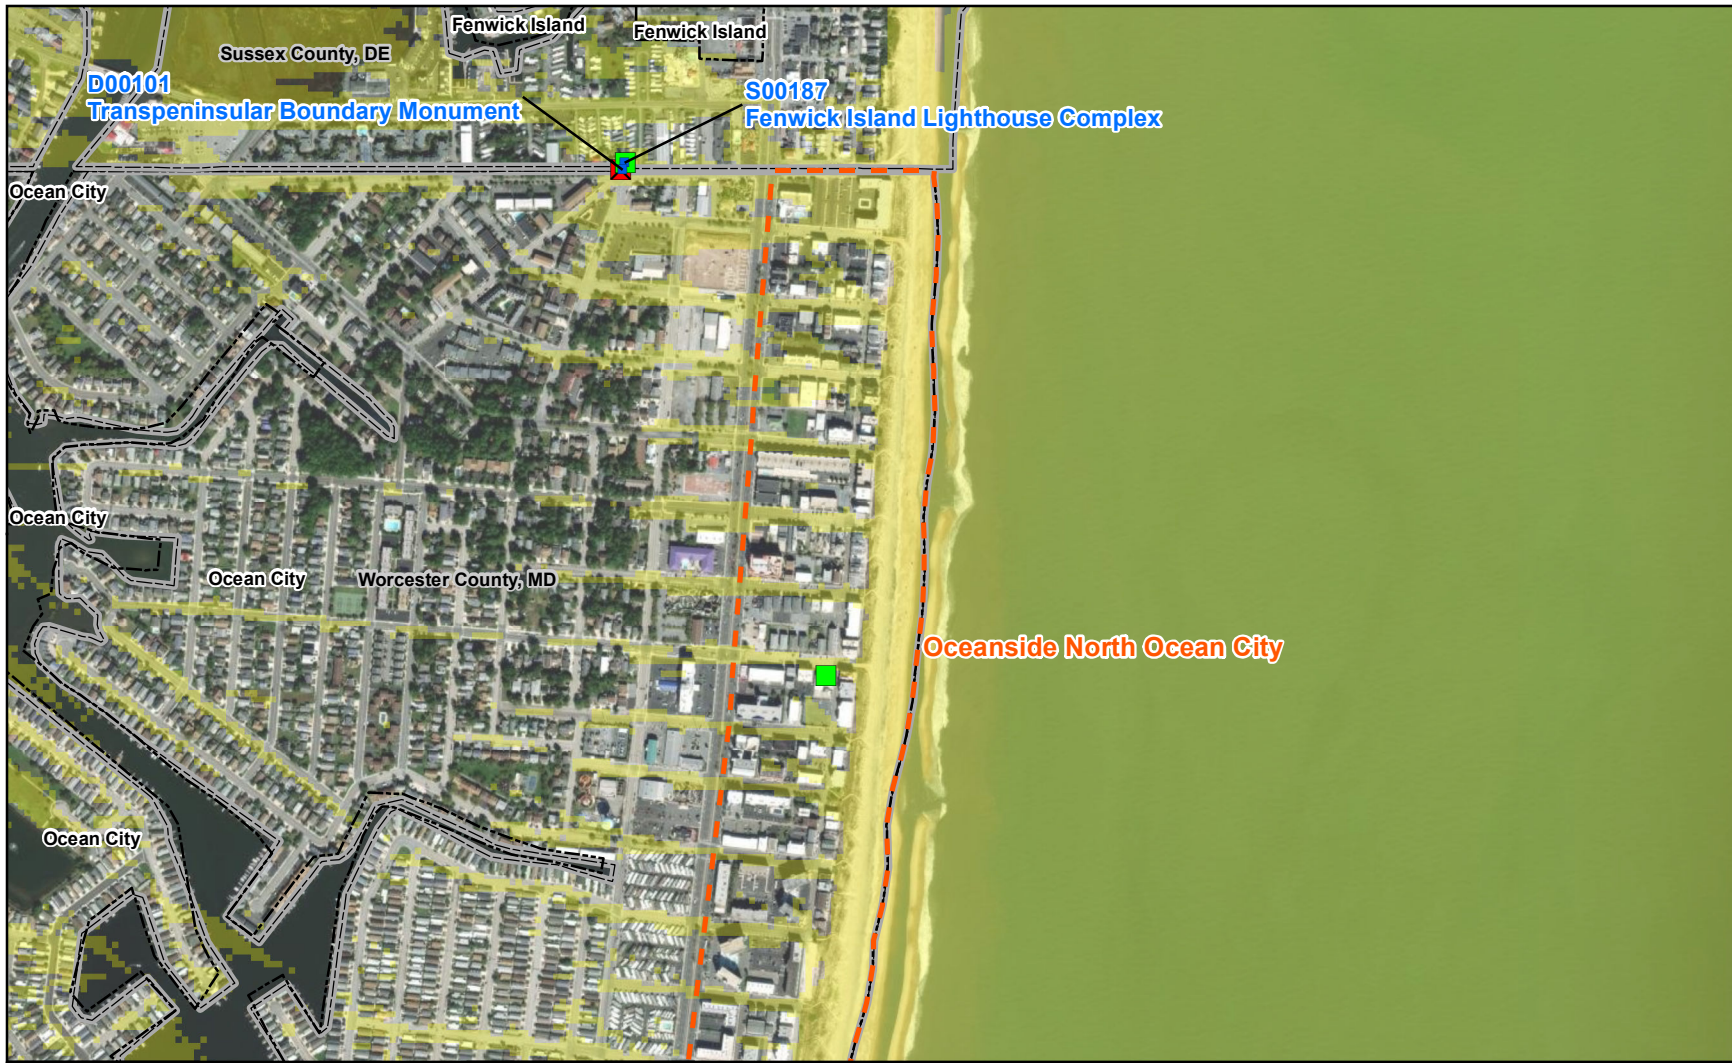 Fenwick Island
Fenwick Island
Sussex County, DE
D00101
Transpeninsular Boundary Monument
S00187
Fenwick Island Lighthouse Complex
Ocean City
Ocean City
Ocean City
Worcester County, MD
Oceanside North Ocean City
Ocean City